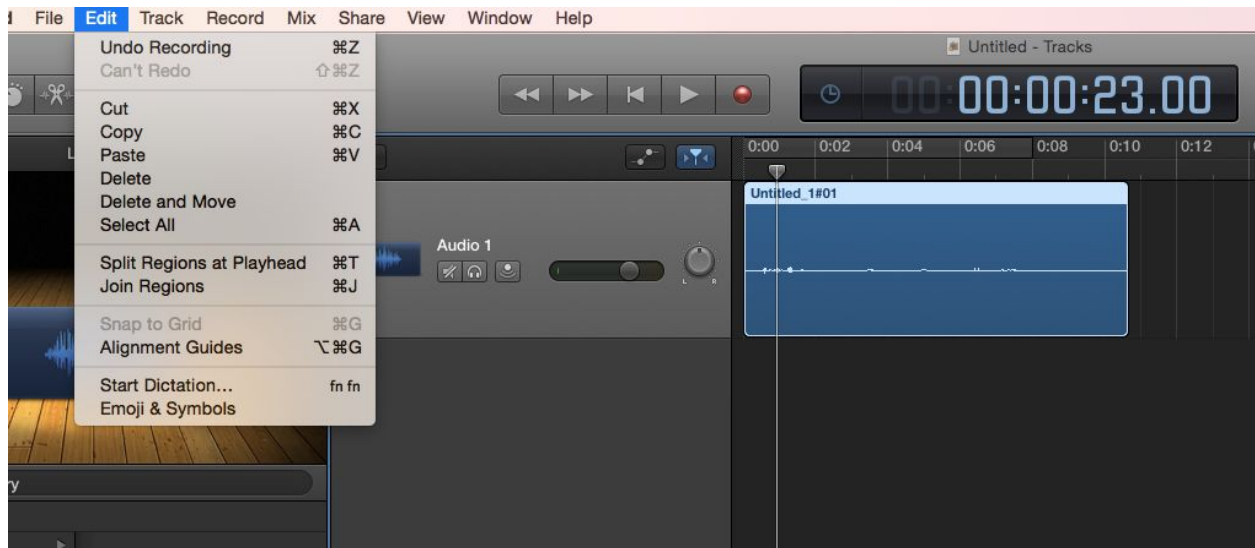 File Edit Track Record Mix Share View Window Help
Undo Recording ⌘Z
Can't Redo ⇧⌘Z
Cut ⌘X
Copy ⌘C
Paste ⌘V
Delete
Delete and Move
Select All ⌘A
Split Regions at Playhead ⌘T
Join Regions ⌘J
Snap to Grid ⌘G
Alignment Guides ⌥⌘G
Start Dictation... fn fn
Emoji & Symbols
Untitled - Tracks
00:00:00:23.00
0:00 0:02 0:04 0:06 0:08 0:10 0:12
Untitled_1#01
Audio 1
L R